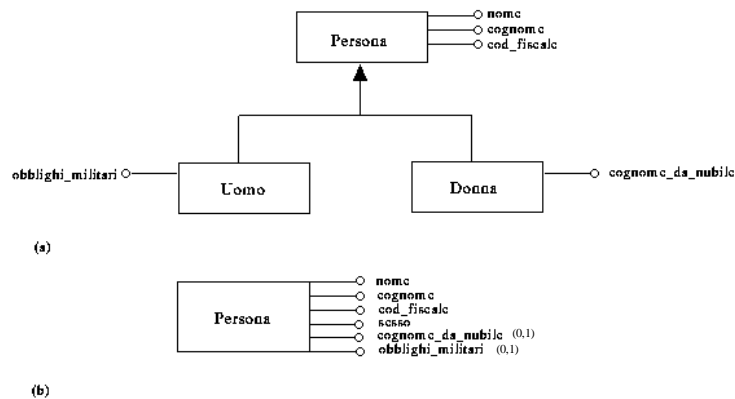 nome
Persona
cognome
cod_fiscale
obblighi_militari
Uomo
Donna
cognome_da_nubile
(a)
nome
cognome
cod_fiscale
Persona
sesso
cognome_da_nubile (0,1)
obblighi_militari (0,1)
(b)